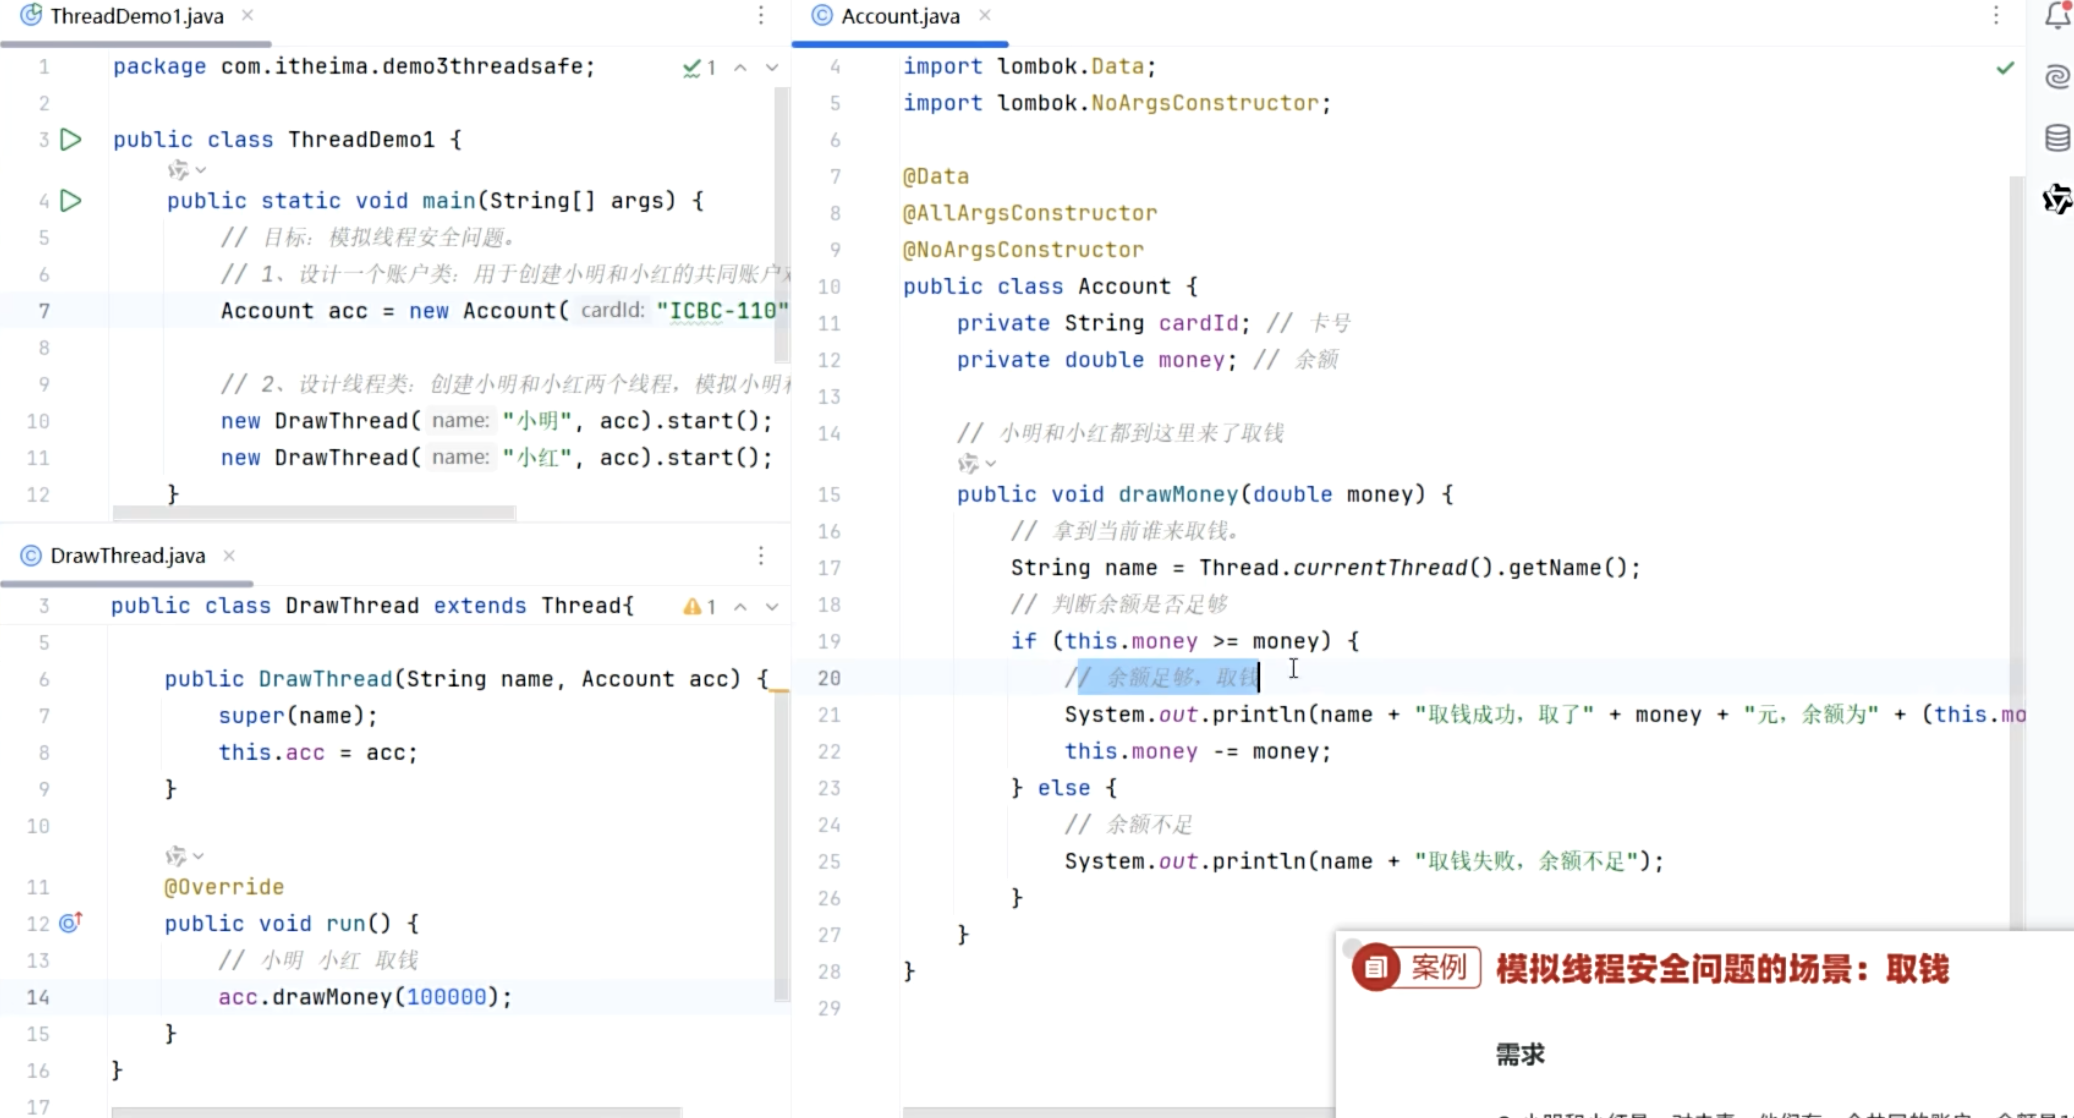 ThreadDemo1.java
1 package com.itheima.demo3threadsafe; 1
2
3 public class ThreadDemo1 {
4 public static void main(String[] args) {
5 // 目标：模拟线程安全问题。
6 // 1、设计一个账户类：用于创建小明和小红的共同账户
7 Account acc = new Account( cardId: "ICBC-110"
8
9 // 2、设计线程类：创建小明和小红两个线程，模拟小明
10 new DrawThread( name: "小明", acc).start();
11 new DrawThread( name: "小红", acc).start();
12 }
DrawThread.java
3 public class DrawThread extends Thread{ 1
5
6 public DrawThread(String name, Account acc) {
7 super(name);
8 this.acc = acc;
9 }
10
11 @Override
12 public void run() {
13 // 小明 小红 取钱
14 acc.drawMoney(100000);
15 }
16 }
17
Account.java
4 import lombok.Data;
5 import lombok.NoArgsConstructor;
6
7 @Data
8 @AllArgsConstructor
9 @NoArgsConstructor
10 public class Account {
11 private String cardId; // 卡号
12 private double money; // 余额
13
14 // 小明和小红都到这里来了取钱
15 public void drawMoney(double money) {
16 // 拿到当前谁来取钱。
17 String name = Thread.currentThread().getName();
18 // 判断余额是否足够
19 if (this.money >= money) {
20 // 余额足够，取钱
21 System.out.println(name + "取钱成功，取了" + money + "元，余额为" + (this.mo
22 this.money -= money;
23 } else {
24 // 余额不足
25 System.out.println(name + "取钱失败，余额不足");
26 }
27 }
28 }
29
案例 模拟线程安全问题的场景：取钱
需求